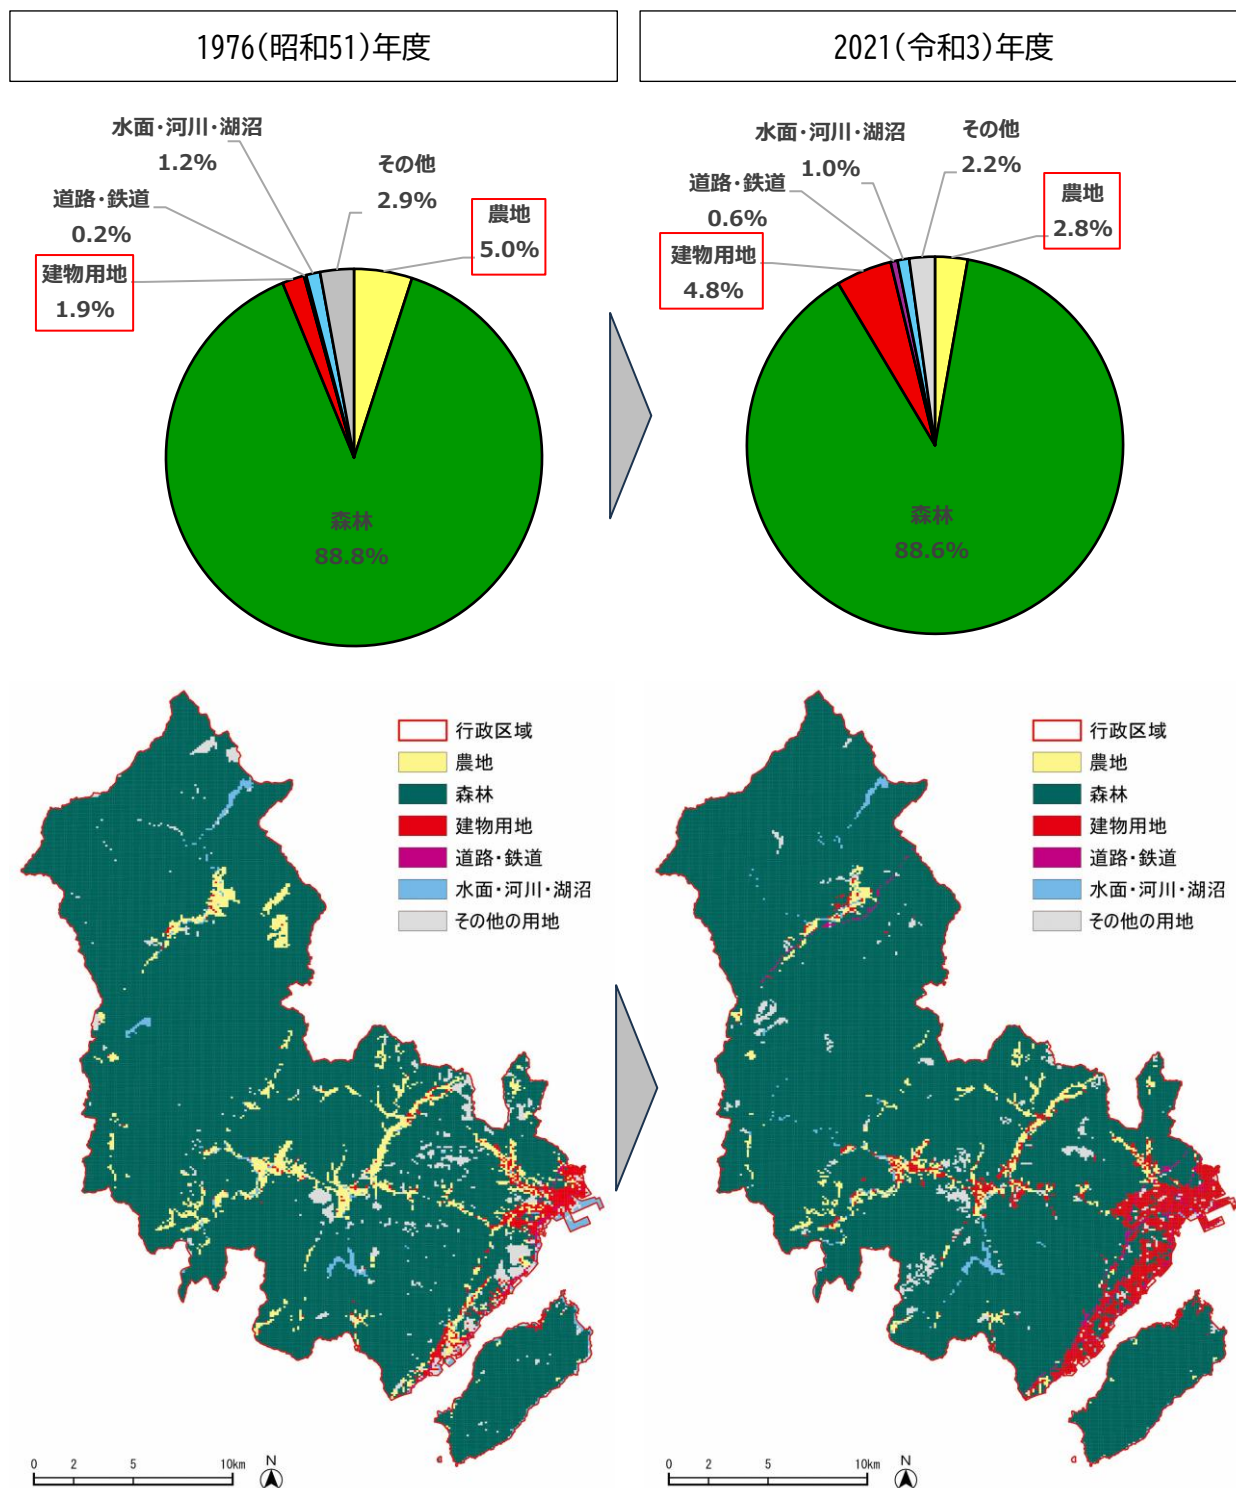 1976(昭和51)年度
2021(令和3)年度
水面・河川・湖沼
1.2%
その他
2.9%
道路・鉄道
0.2%
農地
5.0%
建物用地
1.9%
森林
88.8%
水面・河川・湖沼
1.0%
その他
2.2%
道路・鉄道
0.6%
農地
2.8%
建物用地
4.8%
森林
88.6%
行政区域
農地
森林
建物用地
道路・鉄道
水面・河川・湖沼
その他の用地
0 2 5 10km
N
行政区域
農地
森林
建物用地
道路・鉄道
水面・河川・湖沼
その他の用地
0 2 5 10km
N